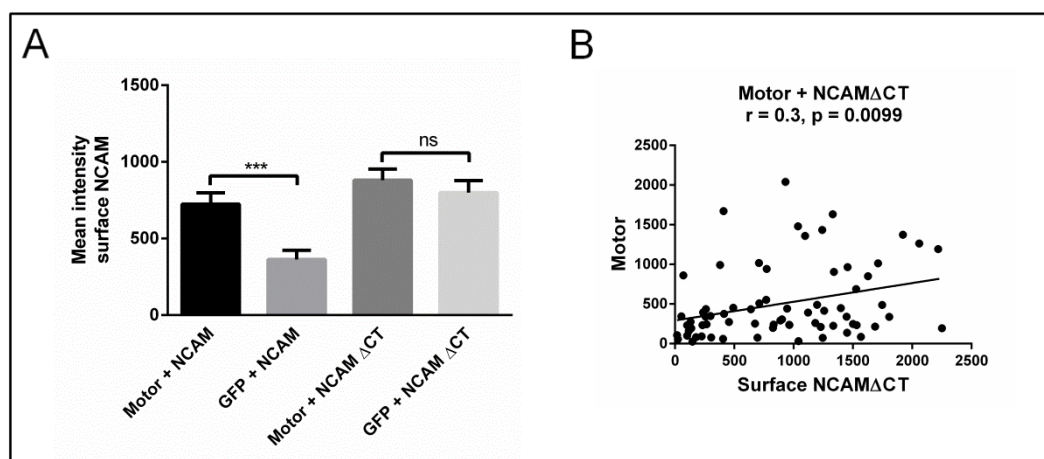 A
Mean intensity
surface NCAM
1500
1000
500
0
***
ns
Motor + NCAM
GFP + NCAM
Motor + NCAM ΔCT
GFP + NCAM ΔCT
B
Motor + NCAMΔCT
r = 0.3, p = 0.0099
Motor
2500
2000
1500
1000
500
0
0
500
1000
1500
2000
2500
Surface NCAMΔCT